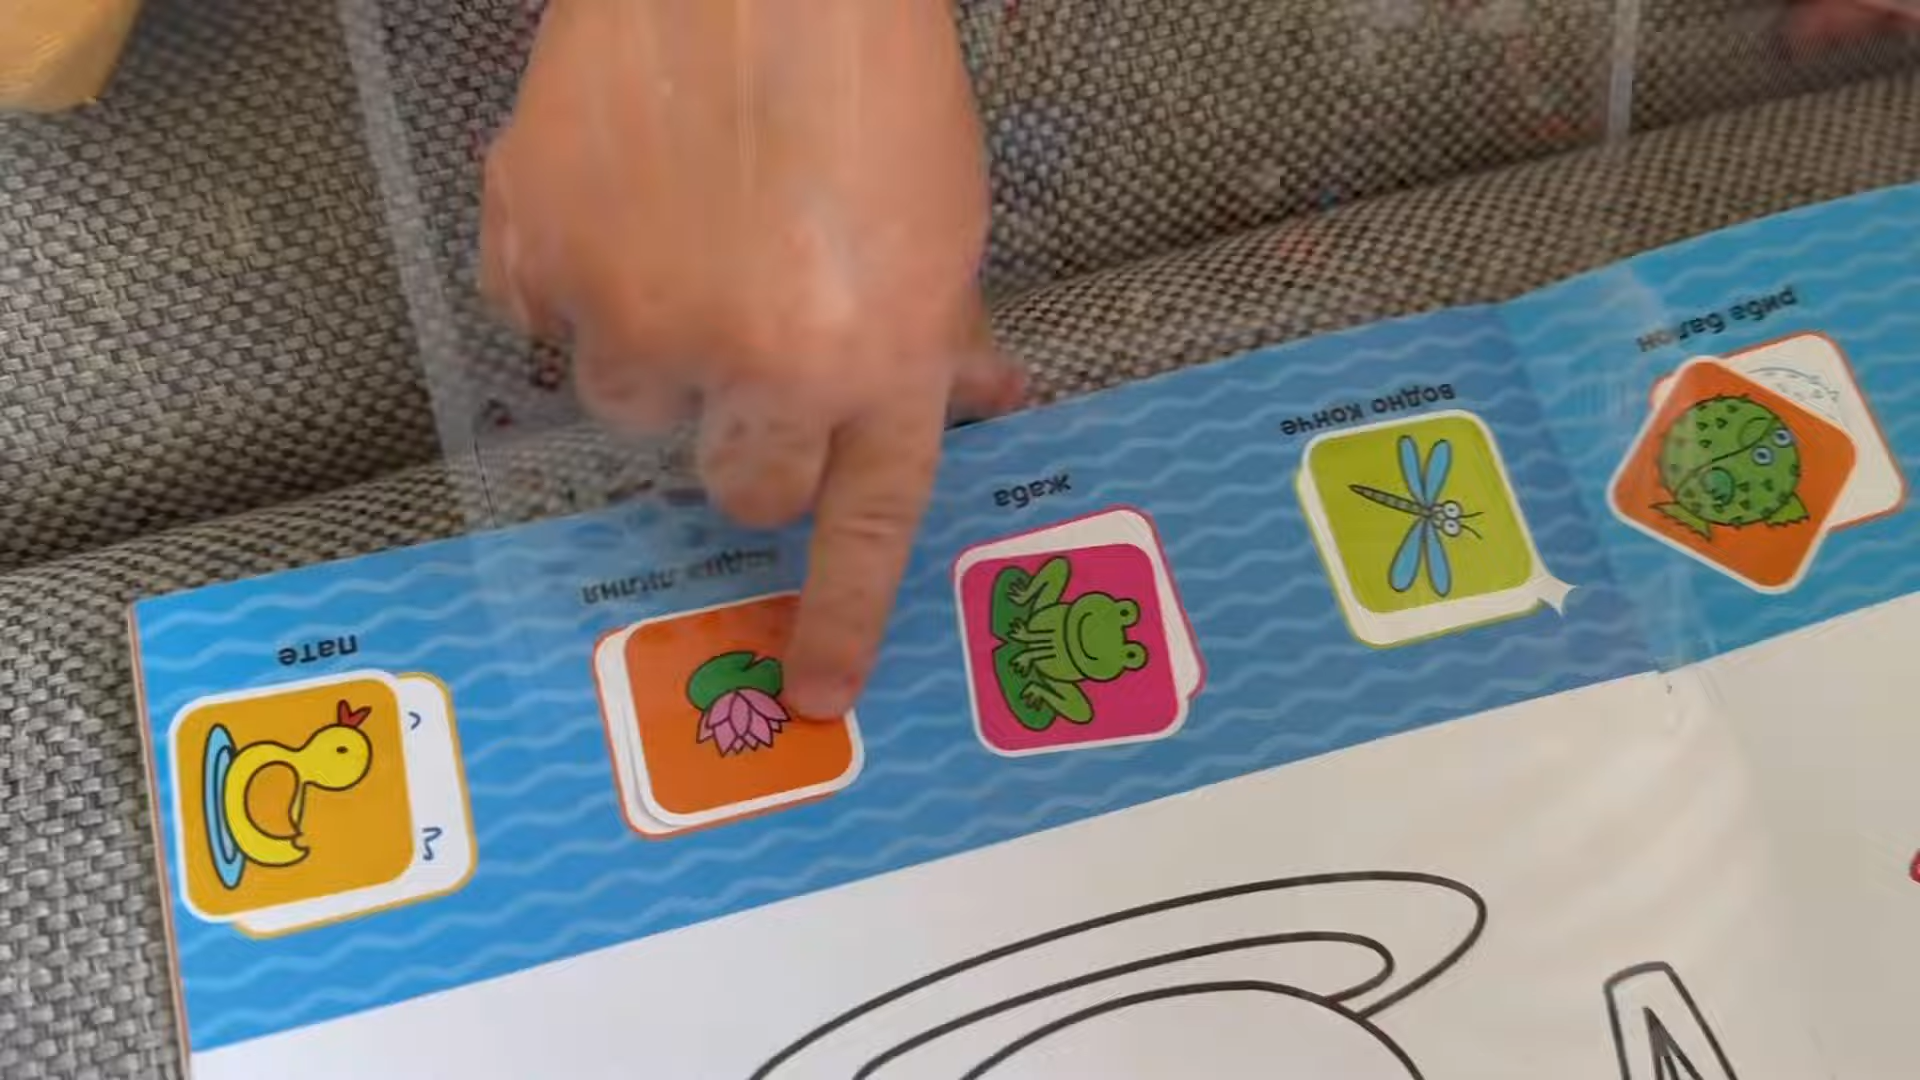 пате
водна лилия
жаба
водно конче
риба балон